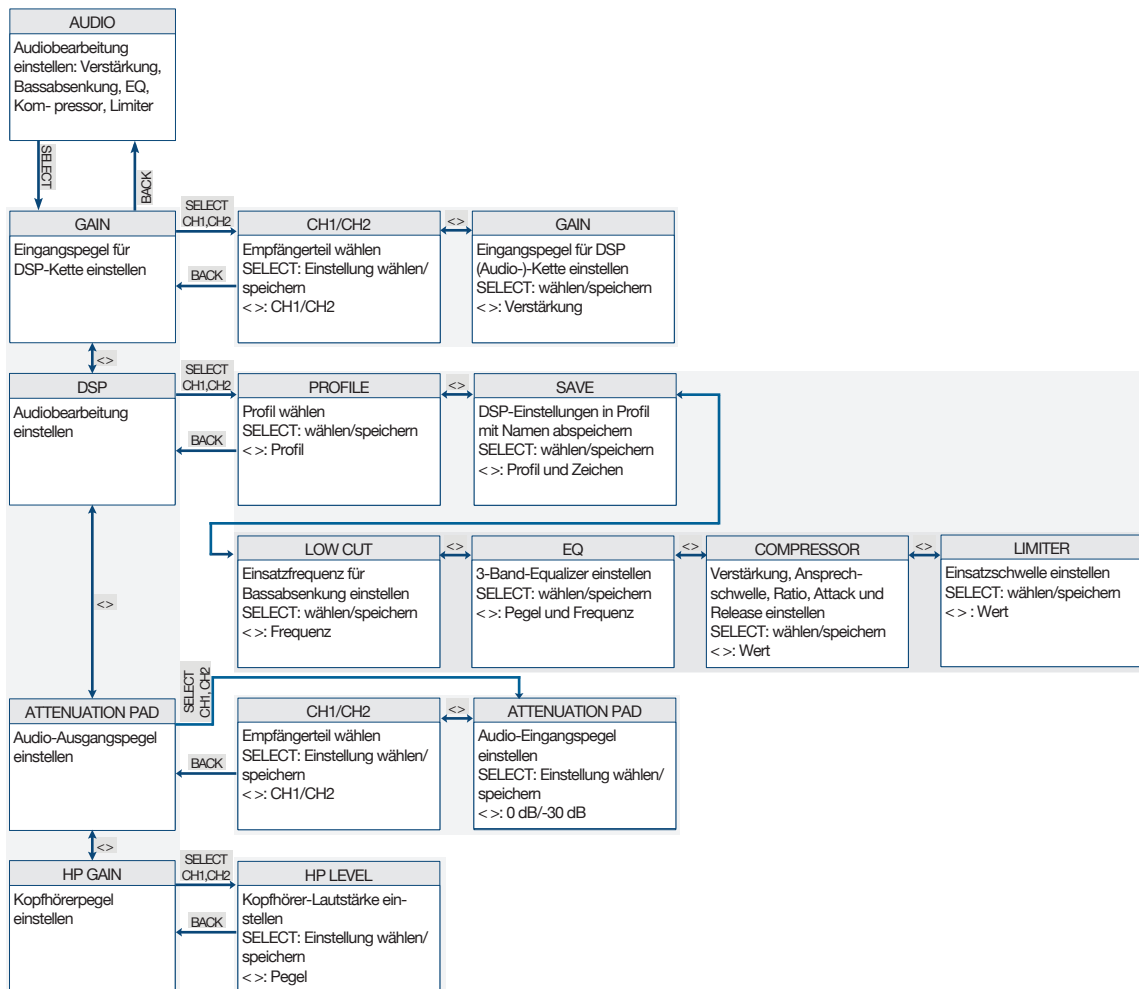 AUDIO
Audiobearbeitung
einstellen: Verstärkung,
Bassabsenkung, EQ,
Kom- pressor, Limiter
SELECT
BACK
GAIN
Eingangspegel für
DSP-Kette einstellen
SELECT
CH1,CH2
BACK
CH1/CH2
Empfängerteil wählen
SELECT: Einstellung wählen/
speichern
< >: CH1/CH2
<>
GAIN
Eingangspegel für DSP
(Audio-)-Kette einstellen
SELECT: wählen/speichern
< >: Verstärkung
<>
DSP
Audiobearbeitung
einstellen
SELECT
CH1,CH2
BACK
PROFILE
Profil wählen
SELECT: wählen/speichern
< >: Profil
<>
SAVE
DSP-Einstellungen in Profil
mit Namen abspeichern
SELECT: wählen/speichern
< >: Profil und Zeichen
LOW CUT
Einsatzfrequenz für
Bassabsenkung einstellen
SELECT: wählen/speichern
< >: Frequenz
<>
EQ
3-Band-Equalizer einstellen
SELECT: wählen/speichern
< >: Pegel und Frequenz
<>
COMPRESSOR
Verstärkung, Ansprech-
schwelle, Ratio, Attack und
Release einstellen
SELECT: wählen/speichern
< >: Wert
<>
LIMITER
Einsatzschwelle einstellen
SELECT: wählen/speichern
< > : Wert
<>
ATTENUATION PAD
Audio-Ausgangspegel
einstellen
SELECT
CH1, CH2
BACK
CH1/CH2
Empfängerteil wählen
SELECT: Einstellung wählen/
speichern
< >: CH1/CH2
<>
ATTENUATION PAD
Audio-Eingangspegel
einstellen
SELECT: Einstellung wählen/
speichern
< >: 0 dB/-30 dB
<>
HP GAIN
Kopfhörerpegel
einstellen
SELECT
CH1,CH2
BACK
HP LEVEL
Kopfhörer-Lautstärke ein-
stellen
SELECT: Einstellung wählen/
speichern
< >: Pegel